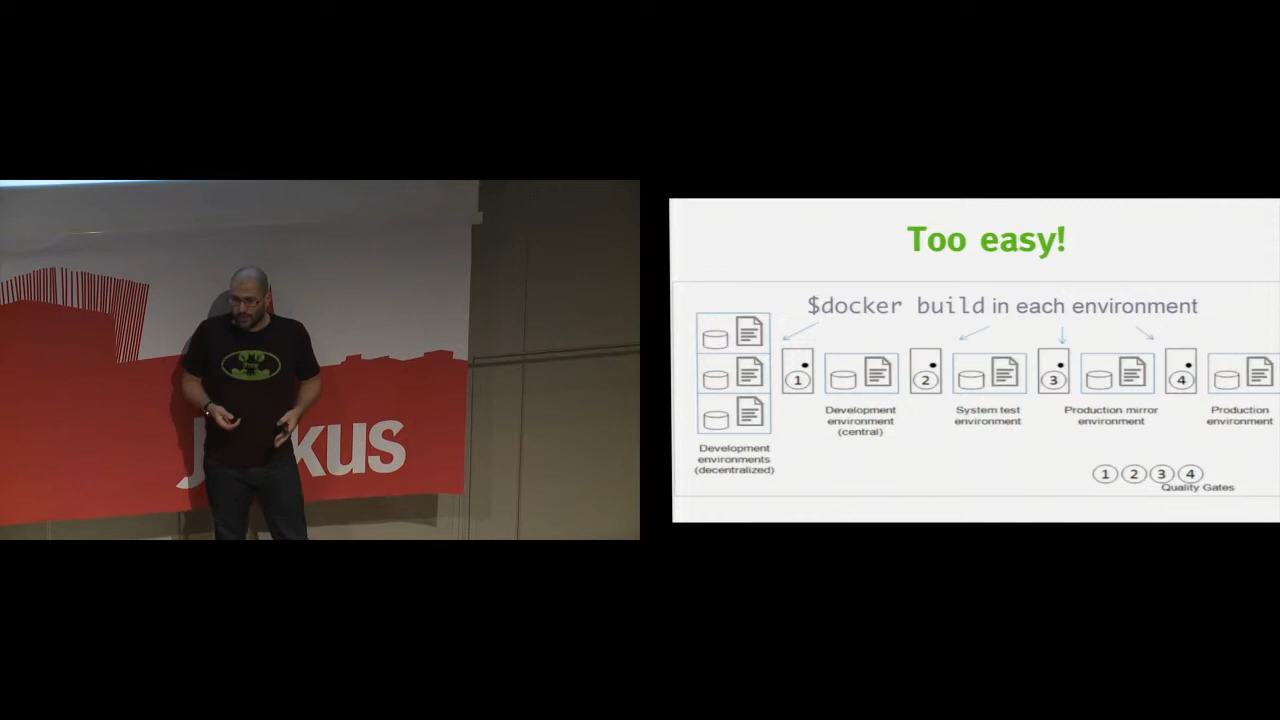 J
kus
Too easy!
$docker build in each environment
1
2
3
4
Development
environments
(decentralized)
Development
environment
(central)
System test
environment
Production mirror
environment
Production
environment
1 2 3 4
Quality Gates